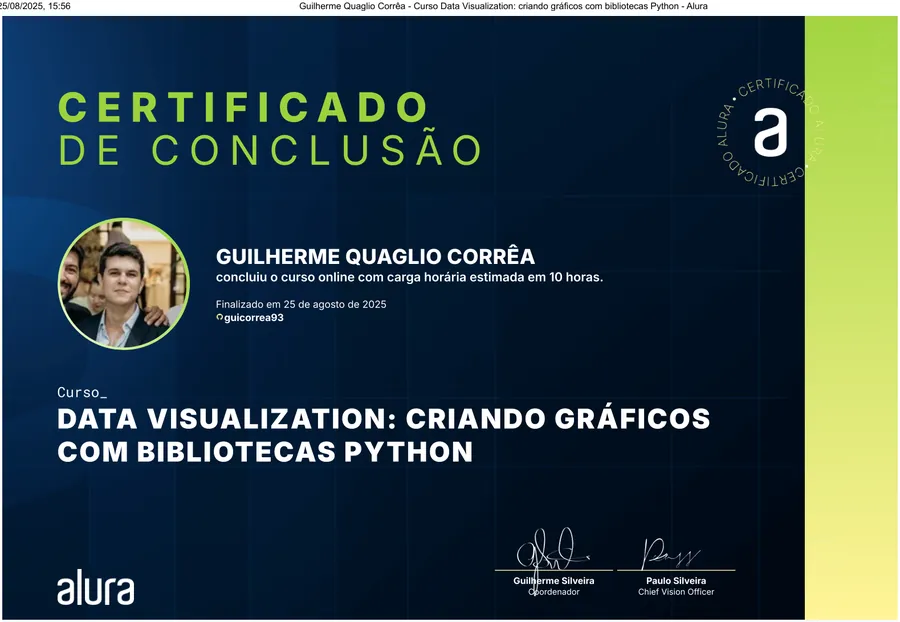 25/08/2025, 15:56
Guilherme Quaglio Corrêa - Curso Data Visualization: criando gráficos com bibliotecas Python - Alura
CERTIFICADO
DE CONCLUSÃO
CERTIFICADO ALURA • CERTIFICADO ALURA •
a
GUILHERME QUAGLIO CORRÊA
concluiu o curso online com carga horária estimada em 10 horas.
Finalizado em 25 de agosto de 2025
guicorrea93
Curso_
DATA VISUALIZATION: CRIANDO GRÁFICOS
COM BIBLIOTECAS PYTHON
alura
Guilherme Silveira
Coordenador
Paulo Silveira
Chief Vision Officer